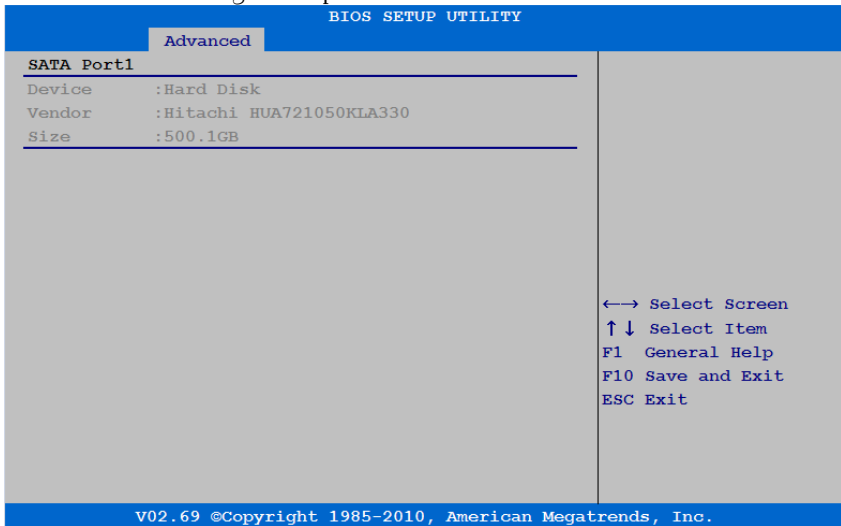 BIOS SETUP UTILITY
Advanced
SATA Port1
Device :Hard Disk
Vendor :Hitachi HUA721050KLA330
Size :500.1GB
←→ Select Screen
↑↓ Select Item
F1 General Help
F10 Save and Exit
ESC Exit
V02.69 ©Copyright 1985-2010, American Megatrends, Inc.